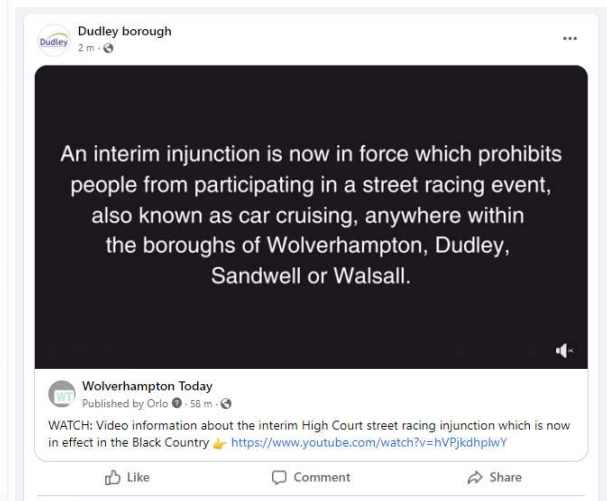 Dudley borough
Dudley
2 m ·
An interim injunction is now in force which prohibits
people from participating in a street racing event,
also known as car cruising, anywhere within
the boroughs of Wolverhampton, Dudley,
Sandwell or Walsall.
WT
Wolverhampton Today
Published by Orlo · 58 m ·
WATCH: Video information about the interim High Court street racing injunction which is now
in effect in the Black Country 👉 https://www.youtube.com/watch?v=hVPjkdhplwY
Like Comment Share